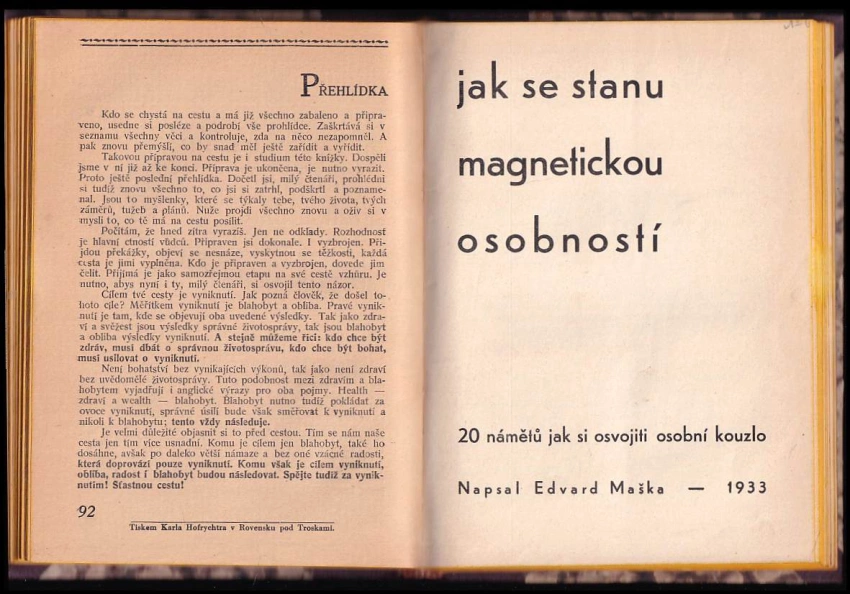 PŘEHLÍDKA
Kdo se chystá na cestu a má již všechno zabaleno a připra-
veno, usedne si posléze a podrobí vše prohlídce. Zaškrtává si v
seznamu všechny věci a kontroluje, zda na něco nezapomněl. A
pak znovu přemýšlí, co by snad měl ještě zařídit a vyřídit.
Takovou přípravou na cestu je i studium této knížky. Dospěli
jsme v ní již až ke konci. Příprava je ukončena, je nutno vyrazit.
Proto ještě poslední přehlídka. Dočetl jsi, milý čtenáři, prohlédni
si tudíž znovu všechno to, co jsi si zatrhl, podškrtl a pozname-
nal. Jsou to myšlenky, které se týkaly tebe, tvého života, tvých
záměrů, tužeb a plánů. Nuže projdi všechno znovu a oživ si v
mysli to, co tě má na cestu posílit.
Počítám, že hned zítra vyrazíš. Jen ne odklady. Rozhodnost
je hlavní ctností vůdců. Připraven jsi dokonale. I vyzbrojen. Při-
jdou překážky, objeví se nesnáze, vyskytnou se těžkosti, každá
cesta je jimi vyplněna. Kdo je připraven a vyzbrojen, dovede jim
čelit. Přijímá je jako samozřejmou etapu na své cestě vzhůru. Je
nutno, abys nyní i ty, milý čtenáři, si osvojil tento názor.
Cílem tvé cesty je vyniknutí. Jak pozná člověk, že došel to-
hoto cíle? Měřítkem vyniknutí je blahobyt a obliba. Pravé vynik-
nutí je tam, kde se objevují oba uvedené výsledky. Tak jako zdra-
ví a svěžest jsou výsledky správné životosprávy, tak jsou blahobyt
a obliba výsledky vyniknutí. A stejně můžeme říci: kdo chce být
zdráv, musí dbát o správnou životosprávu, kdo chce být bohat,
musí usilovat o vyniknutí.
Není bohatství bez vynikajících výkonů, tak jako není zdraví
bez uvědomělé životosprávy. Tuto podobnost mezi zdravím a bla-
hobytem vyjadřují i anglické výrazy pro oba pojmy. Health —
zdraví a wealth — blahobyt. Blahobyt nutno tudíž pokládat za
ovoce vyniknutí, správné úsilí bude však směřovat k vyniknutí a
nikoli k blahobytu; tento vždy následuje.
Je velmi důležité objasnit si to před cestou. Tím se nám naše
cesta jen tím více usnadní. Komu je cílem jen blahobyt, také ho
dosáhne, avšak po daleko větší námaze a bez oné vzácné radosti,
která doprovází pouze vyniknutí. Komu však je cílem vyniknutí,
obliba, radost i blahobyt budou následovat. Spějte tudíž za vynik-
nutím! Šťastnou cestu!
92
Tiskem Karla Hofrychtra v Rovensku pod Troskami.
jak se stanu
magnetickou
osobností
20 námětů jak si osvojiti osobní kouzlo
Napsal Edvard Maška — 1933